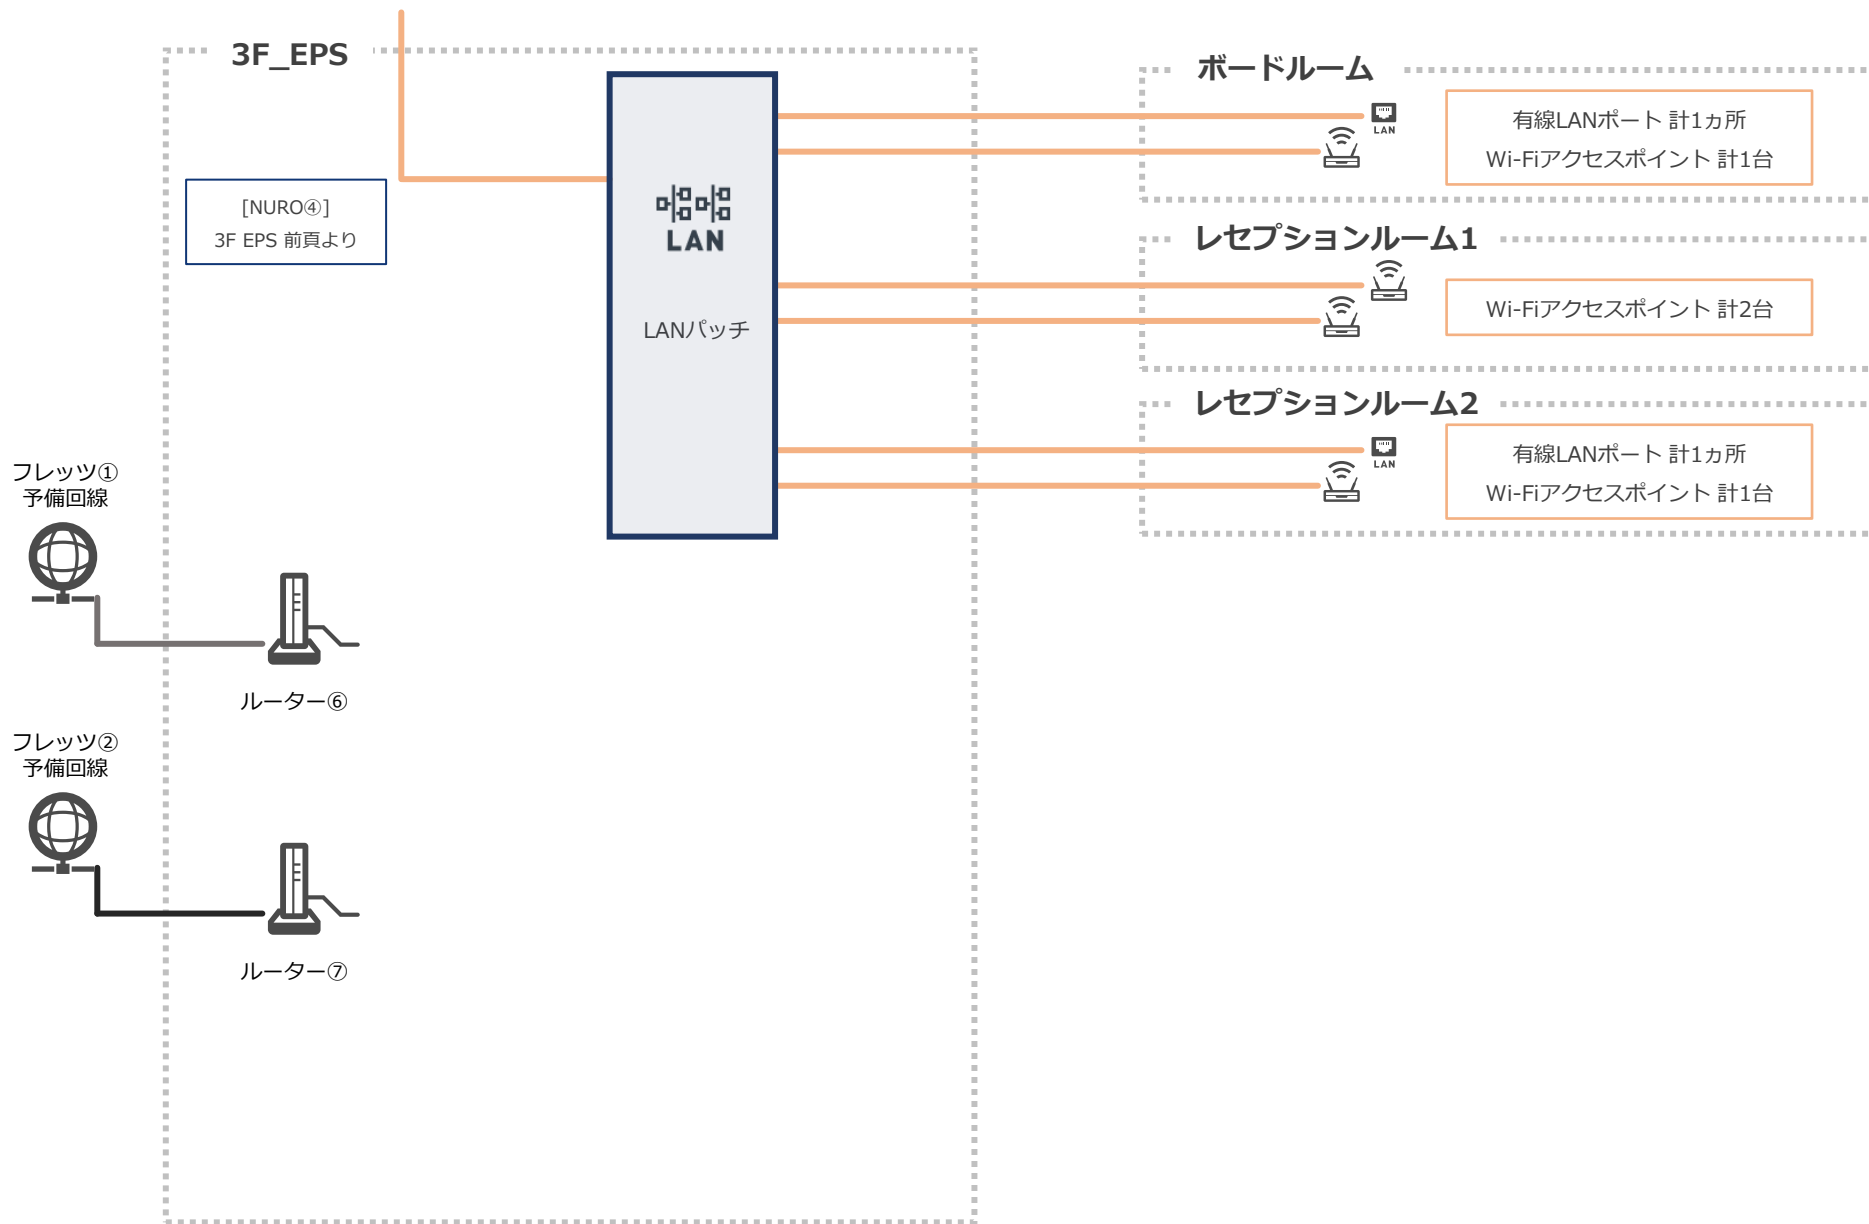 3F_EPS
[NURO④]
3F EPS 前頁より
LAN
LANパッチ
ボードルーム
LAN
有線LANポート 計1ヵ所
Wi-Fiアクセスポイント 計1台
レセプションルーム1
Wi-Fiアクセスポイント 計2台
レセプションルーム2
LAN
有線LANポート 計1ヵ所
Wi-Fiアクセスポイント 計1台
フレッツ①
予備回線
ルーター⑥
フレッツ②
予備回線
ルーター⑦